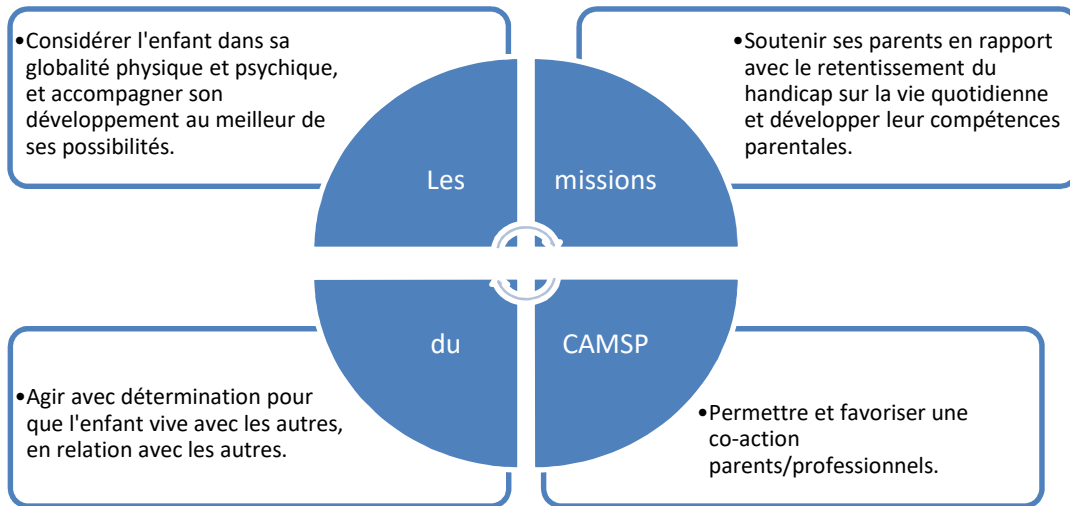 •Considérer l'enfant dans sa
globalité physique et psychique,
et accompagner son
développement au meilleur de
ses possibilités.
•Soutenir ses parents en rapport
avec le retentissement du
handicap sur la vie quotidienne
et développer leur compétences
parentales.
Les
missions
du
CAMSP
•Agir avec détermination pour
que l'enfant vive avec les autres,
en relation avec les autres.
•Permettre et favoriser une
co-action
parents/professionnels.